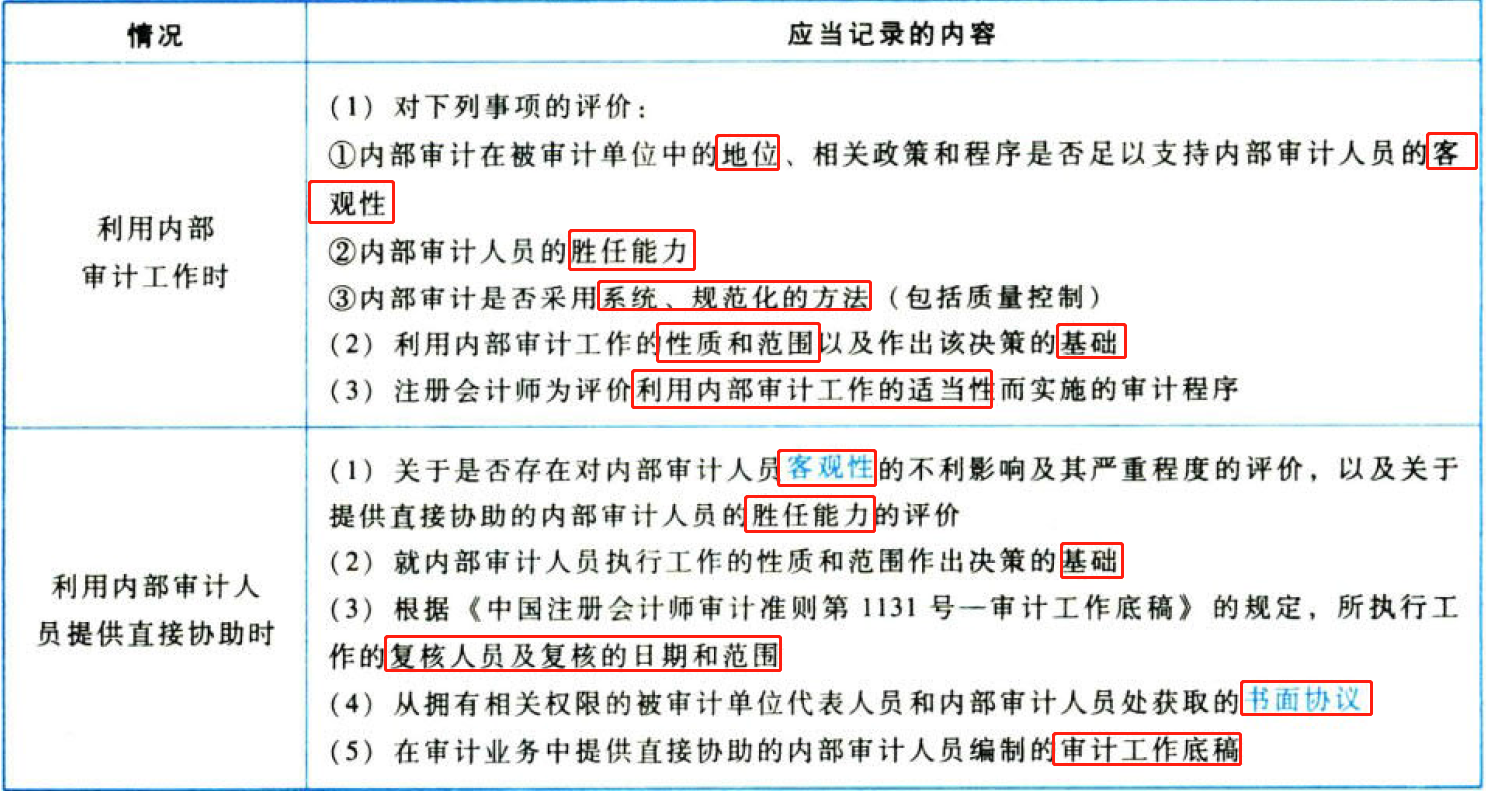 情况
应当记录的内容
利用内部
审计工作时
(1) 对下列事项的评价:
①内部审计在被审计单位中的地位、相关政策和程序是否足以支持内部审计人员的客
观性
②内部审计人员的胜任能力
③内部审计是否采用系统、规范化的方法(包括质量控制)
(2) 利用内部审计工作的性质和范围以及作出该决策的基础
(3) 注册会计师为评价利用内部审计工作的适当性而实施的审计程序
利用内部审计人
员提供直接协助时
(1) 关于是否存在对内部审计人员客观性的不利影响及其严重程度的评价,以及关于
提供直接协助的内部审计人员的胜任能力的评价
(2) 就内部审计人员执行工作的性质和范围作出决策的基础
(3) 根据《中国注册会计师审计准则第 1131 号—审计工作底稿》的规定,所执行工
作的复核人员及复核的日期和范围
(4) 从拥有相关权限的被审计单位代表人员和内部审计人员处获取的书面协议
(5) 在审计业务中提供直接协助的内部审计人员编制的审计工作底稿